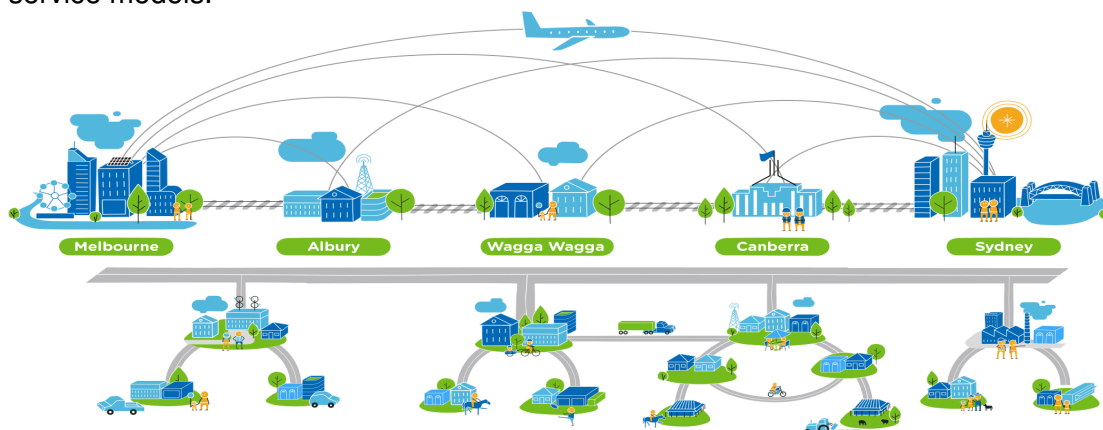 service models.
Melbourne
Albury
Wagga Wagga
Canberra
Sydney